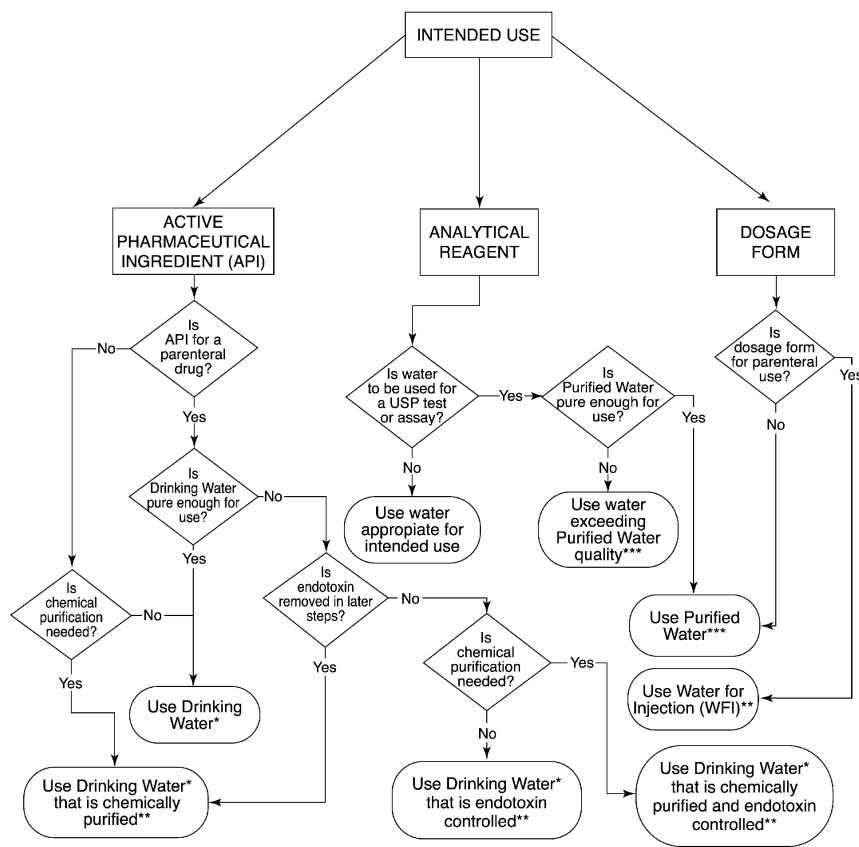 INTENDED USE
ACTIVE
PHARMACEUTICAL
INGREDIENT (API)
ANALYTICAL
REAGENT
DOSAGE
FORM
Is
API for a
parenteral
drug?
No
Yes
Is
Drinking Water
pure enough for
use?
No
Yes
Is
chemical
purification
needed?
No
Yes
Use Drinking
Water*
Use Drinking Water*
that is chemically
purified**
Is
endotoxin
removed in later
steps?
No
Yes
Is
chemical
purification
needed?
Yes
No
Use Drinking Water*
that is endotoxin
controlled**
Use Drinking Water*
that is chemically
purified and endotoxin
controlled**
Is water
to be used for
a USP test
or assay?
Yes
No
Use water
appropiate for
intended use
Is
Purified Water
pure enough for
use?
Yes
No
Use water
exceeding
Purified Water
quality***
Is
dosage form
for parenteral
use?
Yes
No
Use Purified
Water***
Use Water for
Injection (WFI)**